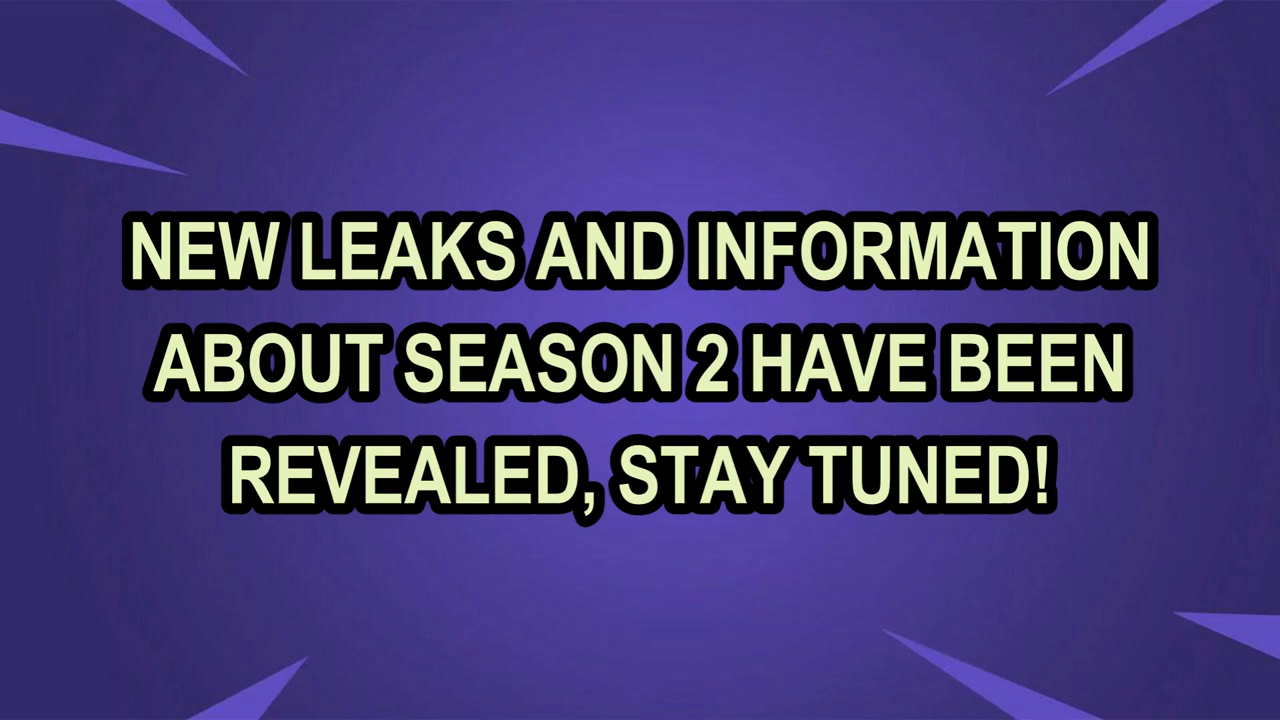 NEW LEAKS AND INFORMATION
ABOUT SEASON 2 HAVE BEEN
REVEALED, STAY TUNED!